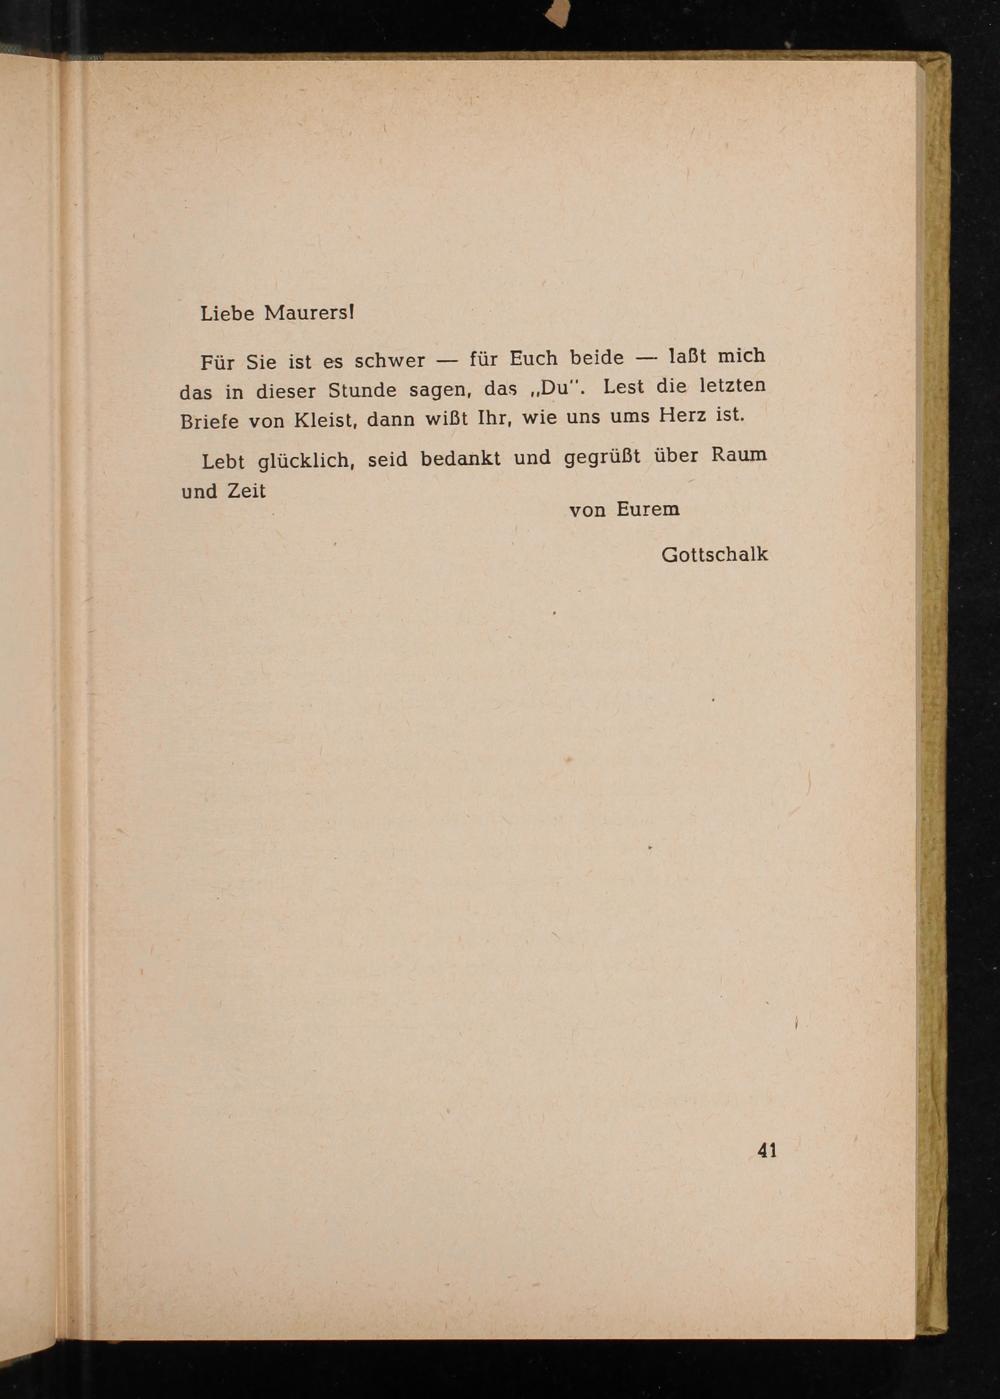 Liebe Maurers!
Für Sie ist es schwer — für Euch beide — laßt mich
das in dieser Stunde sagen, das „Du". Lest die letzten
Briefe von Kleist, dann wißt Ihr, wie uns ums Herz ist.
Lebt glücklich, seid bedankt und gegrüßt über Raum
und Zeit
von Eurem
Gottschalk
41